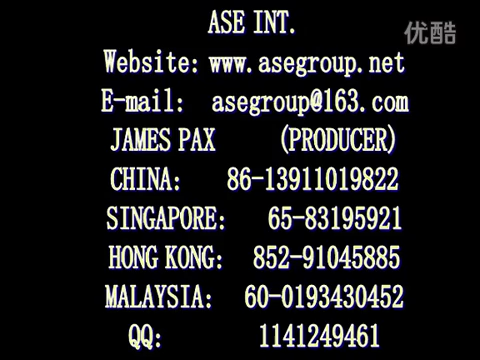 ASE INT.
优酷
Website: www.asegroup.net
E-mail: asegroup@163.com
JAMES PAX (PRODUCER)
CHINA: 86-13911019822
SINGAPORE: 65-83195921
HONG KONG: 852-91045885
MALAYSIA: 60-0193430452
QQ: 1141249461